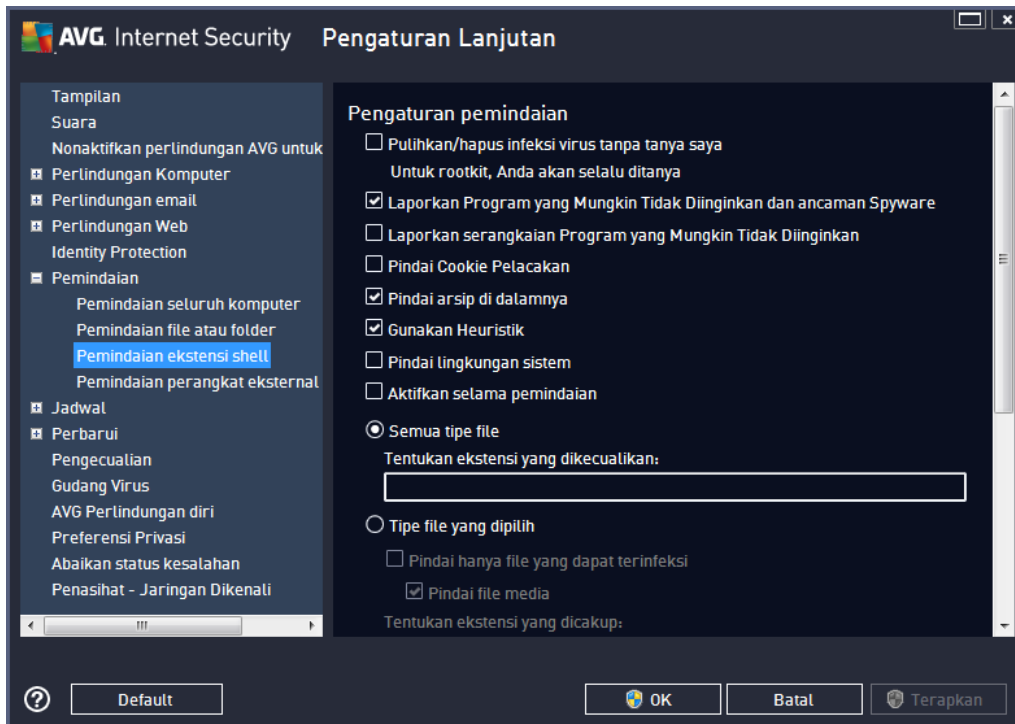 AVG. Internet Security Pengaturan Lanjutan
Tampilan
Suara
Nonaktifkan perlindungan AVG untuk
Perlindungan Komputer
Perlindungan email
Perlindungan Web
Identity Protection
Pemindaian
Pemindaian seluruh komputer
Pemindaian file atau folder
Pemindaian ekstensi shell
Pemindaian perangkat eksternal
Jadwal
Perbarui
Pengecualian
Gudang Virus
AVG Perlindungan diri
Preferensi Privasi
Abaikan status kesalahan
Penasihat - Jaringan Dikenali
Pengaturan pemindaian
Pulihkan/hapus infeksi virus tanpa tanya saya
Untuk rootkit, Anda akan selalu ditanya
Laporkan Program yang Mungkin Tidak Diinginkan dan ancaman Spyware
Laporkan serangkaian Program yang Mungkin Tidak Diinginkan
Pindai Cookie Pelacakan
Pindai arsip di dalamnya
Gunakan Heuristik
Pindai lingkungan sistem
Aktifkan selama pemindaian
Semua tipe file
Tentukan ekstensi yang dikecualikan:
Tipe file yang dipilih
Pindai hanya file yang dapat terinfeksi
Pindai file media
Tentukan ekstensi yang dicakup:
Default
OK
Batal
Terapkan